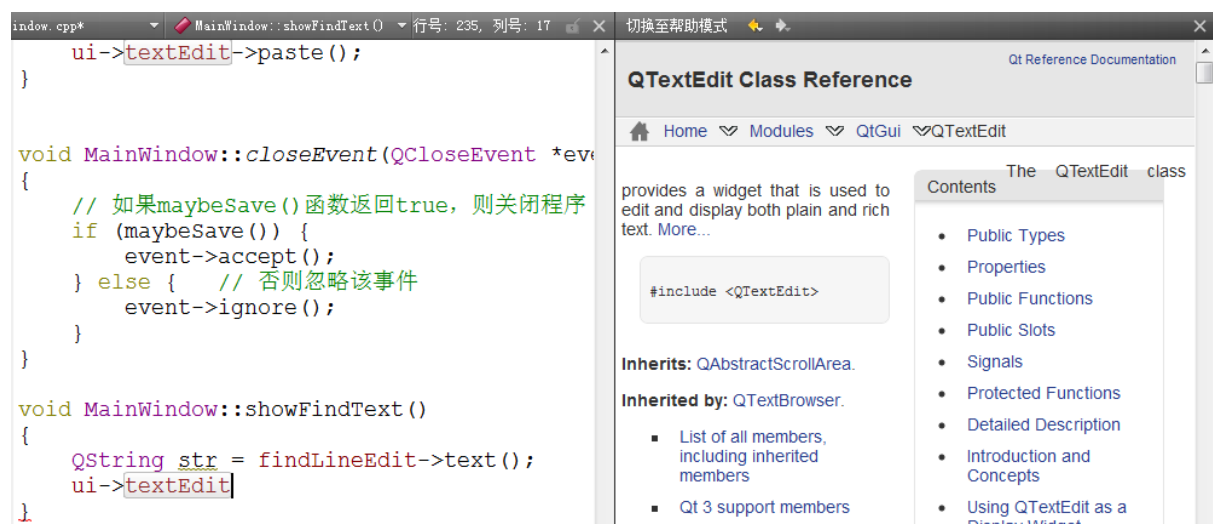 indow.cpp* MainWindow::showFindText() 行号: 235, 列号: 17
ui->textEdit->paste();
}
void MainWindow::closeEvent(QCloseEvent *eve
{
// 如果maybeSave()函数返回true，则关闭程序
if (maybeSave()) {
event->accept();
} else { // 否则忽略该事件
event->ignore();
}
}
void MainWindow::showFindText()
{
QString str = findLineEdit->text();
ui->textEdit
}
切换至帮助模式
Qt Reference Documentation
QTextEdit Class Reference
Home Modules QtGui QTextEdit
The QTextEdit class
provides a widget that is used to
edit and display both plain and rich
text. More...
#include <QTextEdit>
Inherits: QAbstractScrollArea.
Inherited by: QTextBrowser.
List of all members,
including inherited
members
Qt 3 support members
Contents
Public Types
Properties
Public Functions
Public Slots
Signals
Protected Functions
Detailed Description
Introduction and
Concepts
Using QTextEdit as a
Display Widget